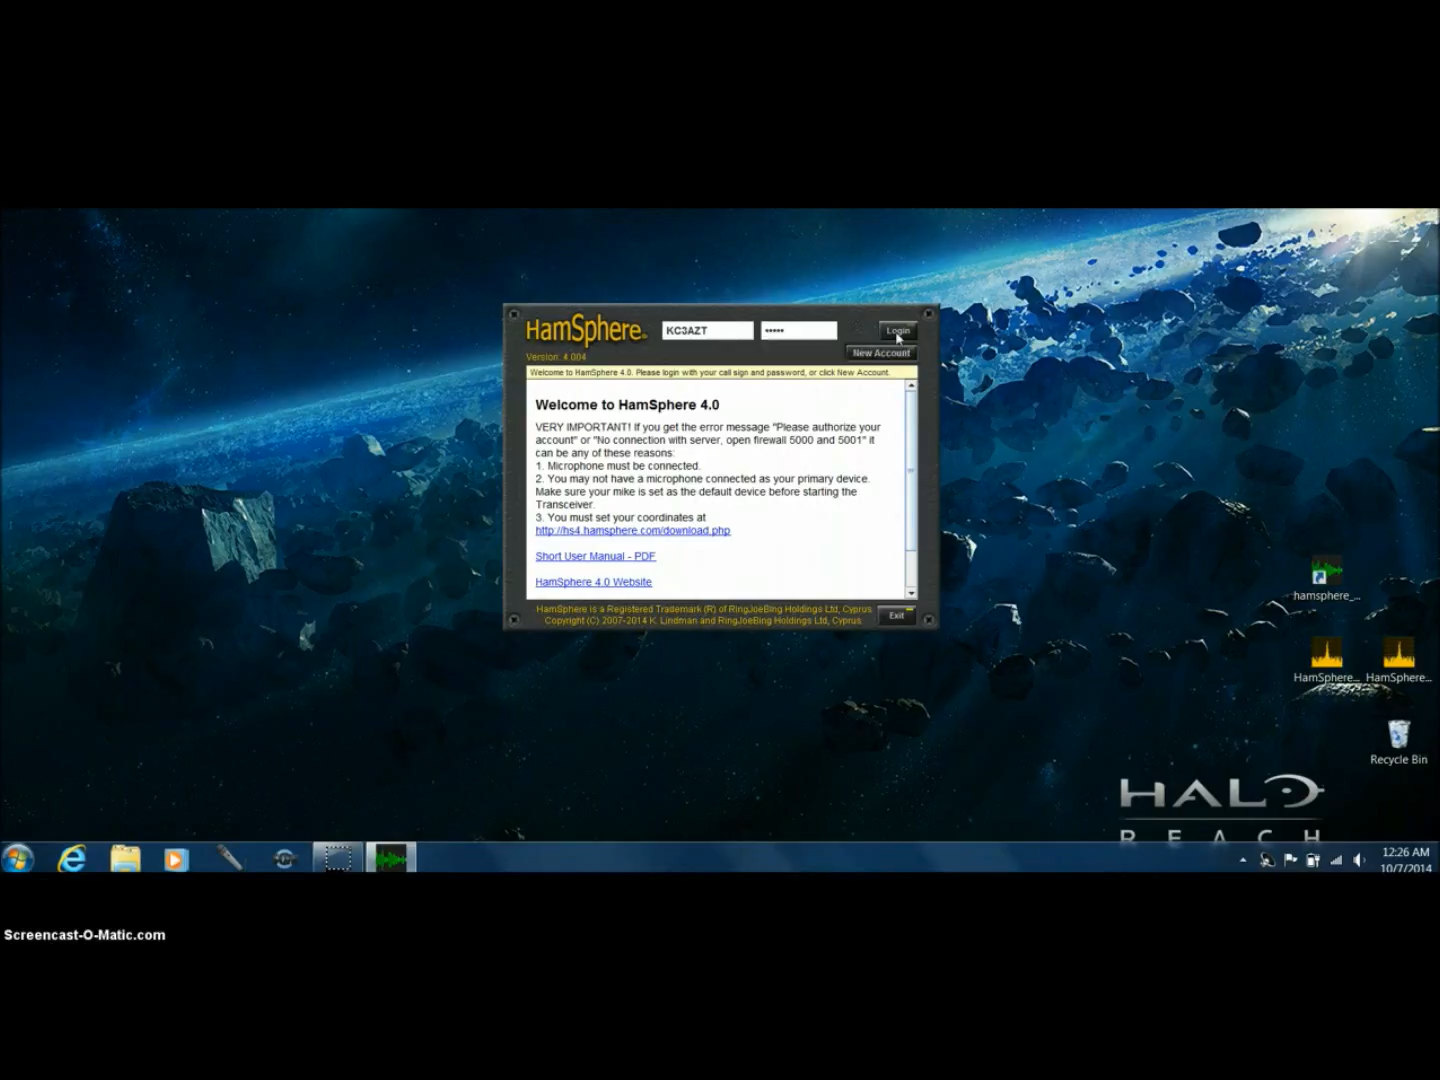 HamSphere
KC3AZT
•••••
Login
Version: 4.004
New Account
Welcome to HamSphere 4.0. Please login with your call sign and password, or click New Account.
Welcome to HamSphere 4.0
VERY IMPORTANT! If you get the error message "Please authorize your
account" or "No connection with server, open firewall 5000 and 5001" it
can be any of these reasons:
1. Microphone must be connected.
2. You may not have a microphone connected as your primary device.
Make sure your mike is set as the default device before starting the
Transceiver.
3. You must set your coordinates at
http://hs4.hamsphere.com/download.php
Short User Manual - PDF
HamSphere 4.0 Website
HamSphere is a Registered Trademark (R) of RingJoeBing Holdings Ltd, Cyprus
Copyright (C) 2007-2014 K. Lindman and RingJoeBing Holdings Ltd, Cyprus
Exit
hamsphere_...
HamSphere... HamSphere...
Recycle Bin
HALO
REACH
12:26 AM
10/7/2014
Screencast-O-Matic.com